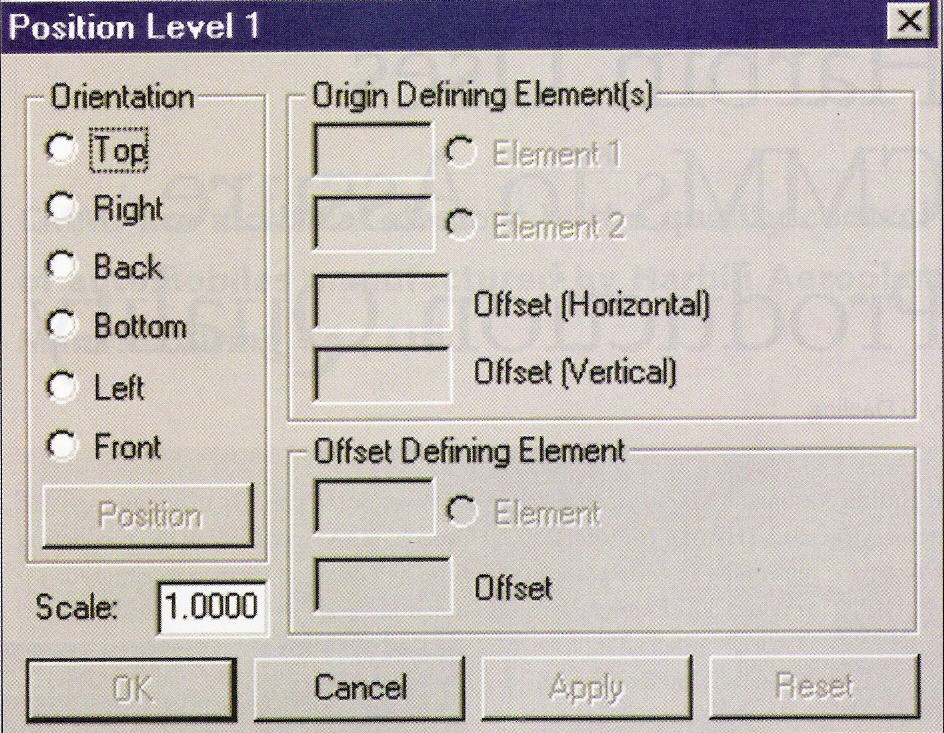 Position Level 1
Orientation
Top
Right
Back
Bottom
Left
Front
Position
Scale: 1.0000
Origin Defining Element(s)
Element 1
Element 2
Offset (Horizontal)
Offset (Vertical)
Offset Defining Element
Element
Offset
OK Cancel Apply Reset